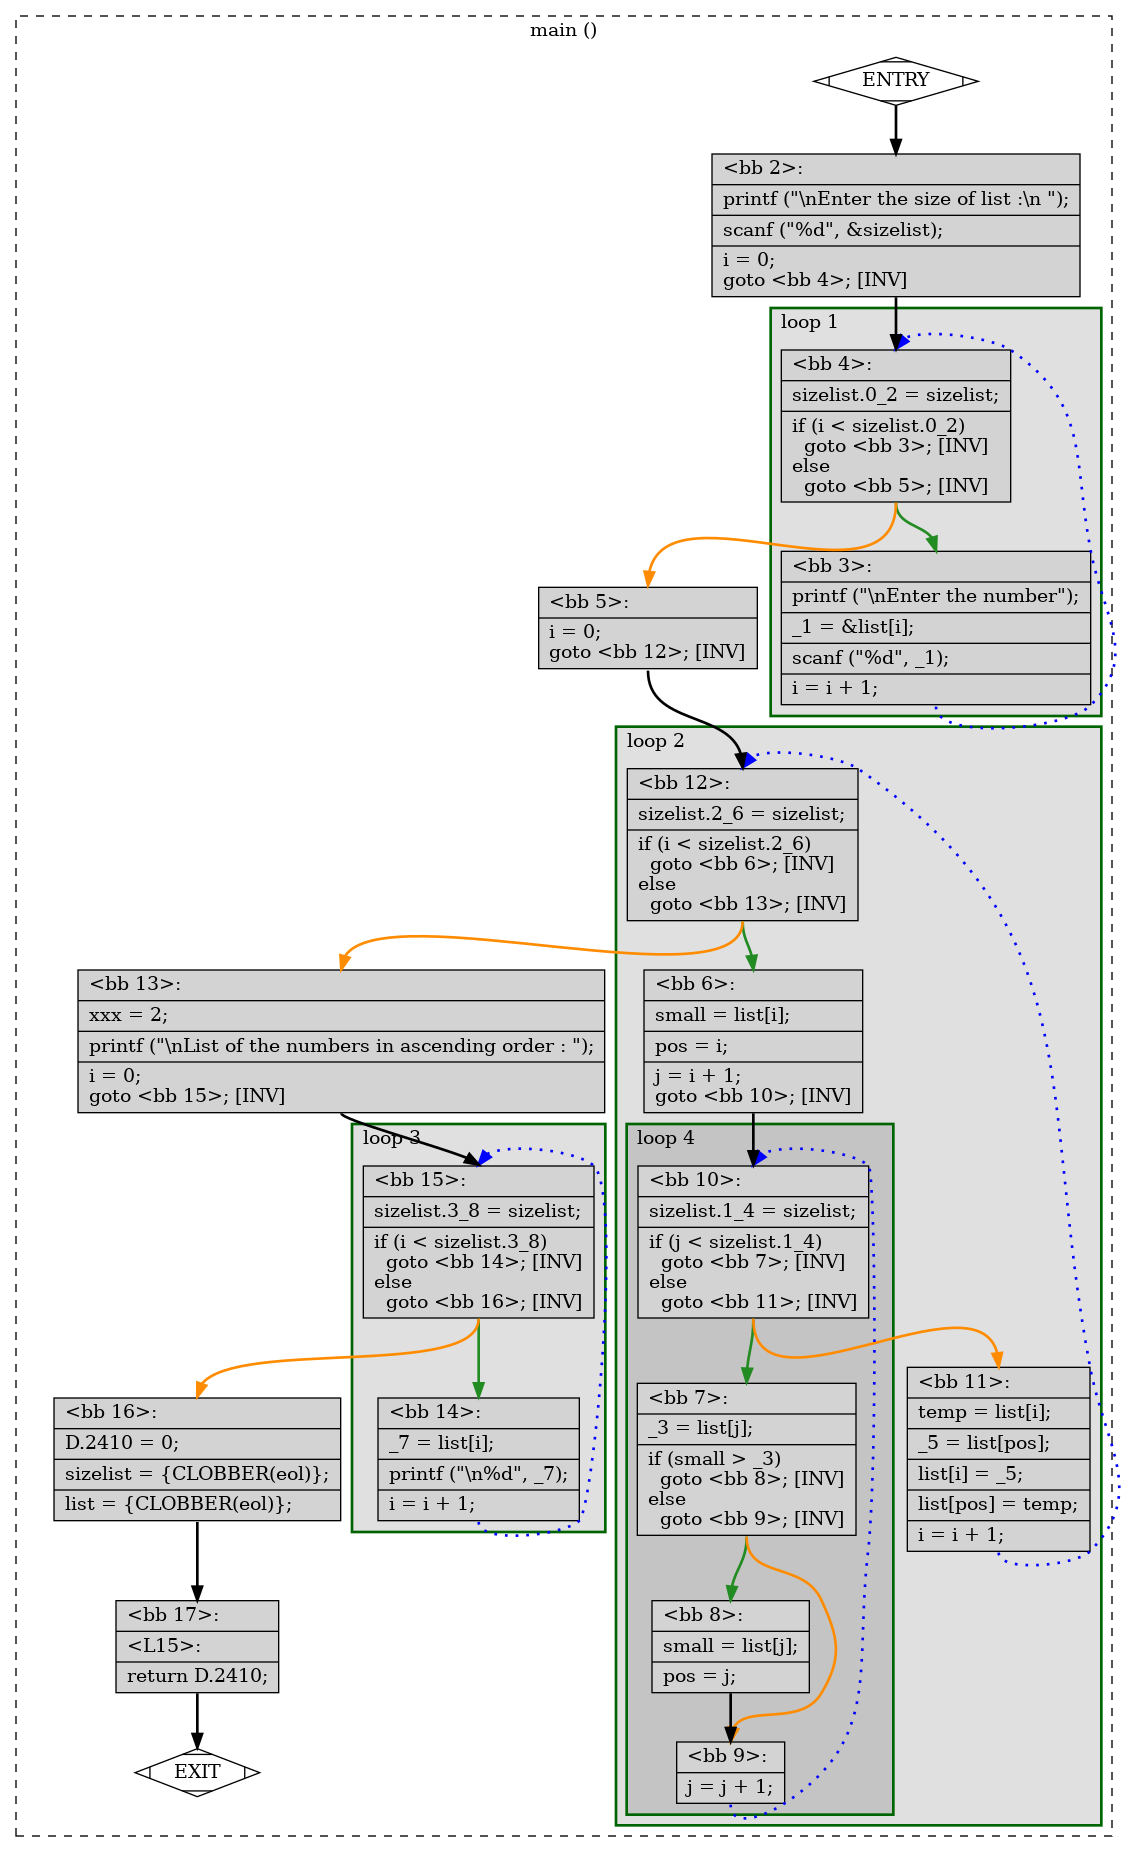 main ()
ENTRY
<bb 2>:
printf ("\nEnter the size of list :\n ");
scanf ("%d", &sizelist);
i = 0;
goto <bb 4>; [INV]
loop 1
<bb 4>:
sizelist.0_2 = sizelist;
if (i < sizelist.0_2)
goto <bb 3>; [INV]
else
goto <bb 5>; [INV]
<bb 3>:
printf ("\nEnter the number");
_1 = &list[i];
scanf ("%d", _1);
i = i + 1;
<bb 5>:
i = 0;
goto <bb 12>; [INV]
loop 2
<bb 12>:
sizelist.2_6 = sizelist;
if (i < sizelist.2_6)
goto <bb 6>; [INV]
else
goto <bb 13>; [INV]
<bb 13>:
xxx = 2;
printf ("\nList of the numbers in ascending order : ");
i = 0;
goto <bb 15>; [INV]
<bb 6>:
small = list[i];
pos = i;
j = i + 1;
goto <bb 10>; [INV]
loop 3
<bb 15>:
sizelist.3_8 = sizelist;
if (i < sizelist.3_8)
goto <bb 14>; [INV]
else
goto <bb 16>; [INV]
loop 4
<bb 10>:
sizelist.1_4 = sizelist;
if (j < sizelist.1_4)
goto <bb 7>; [INV]
else
goto <bb 11>; [INV]
<bb 16>:
D.2410 = 0;
sizelist = {CLOBBER(eol)};
list = {CLOBBER(eol)};
<bb 14>:
_7 = list[i];
printf ("\n%d", _7);
i = i + 1;
<bb 7>:
_3 = list[j];
if (small > _3)
goto <bb 8>; [INV]
else
goto <bb 9>; [INV]
<bb 11>:
temp = list[i];
_5 = list[pos];
list[i] = _5;
list[pos] = temp;
i = i + 1;
<bb 17>:
<L15>:
return D.2410;
<bb 8>:
small = list[j];
pos = j;
<bb 9>:
j = j + 1;
EXIT